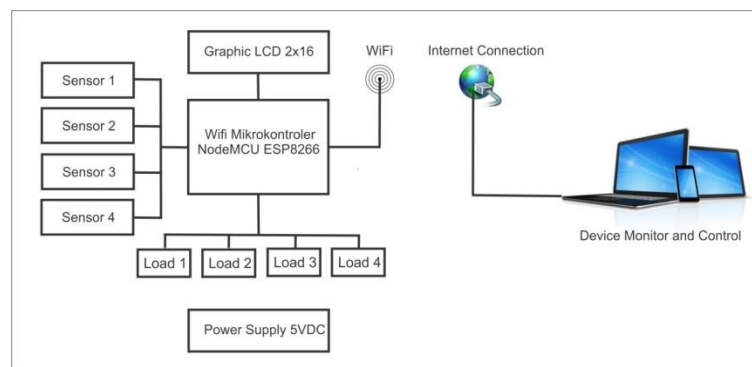 Graphic LCD 2x16
WiFi
Internet Connection
Sensor 1
Sensor 2
Sensor 3
Sensor 4
Wifi Mikrokontroler
NodeMCU ESP8266
Load 1
Load 2
Load 3
Load 4
Device Monitor and Control
Power Supply 5VDC